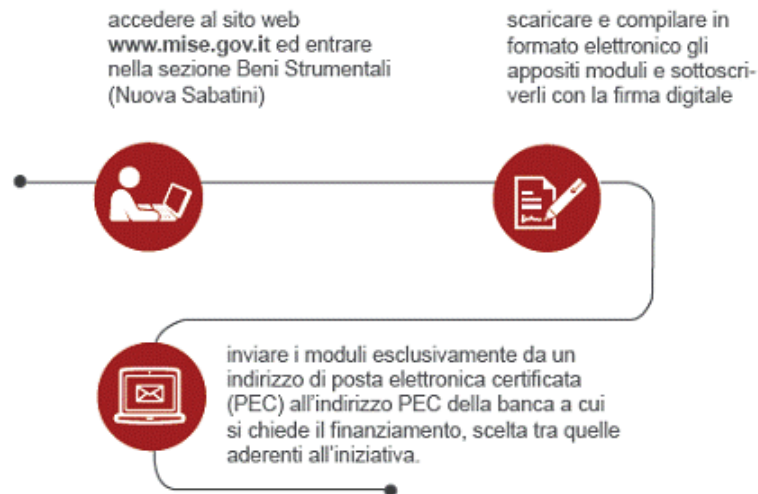 accedere al sito web
www.mise.gov.it ed entrare
nella sezione Beni Strumentali
(Nuova Sabatini)
scaricare e compilare in
formato elettronico gli
appositi moduli e sottoscri-
verli con la firma digitale
inviare i moduli esclusivamente da un
indirizzo di posta elettronica certificata
(PEC) all'indirizzo PEC della banca a cui
si chiede il finanziamento, scelta tra quelle
aderenti all'iniziativa.